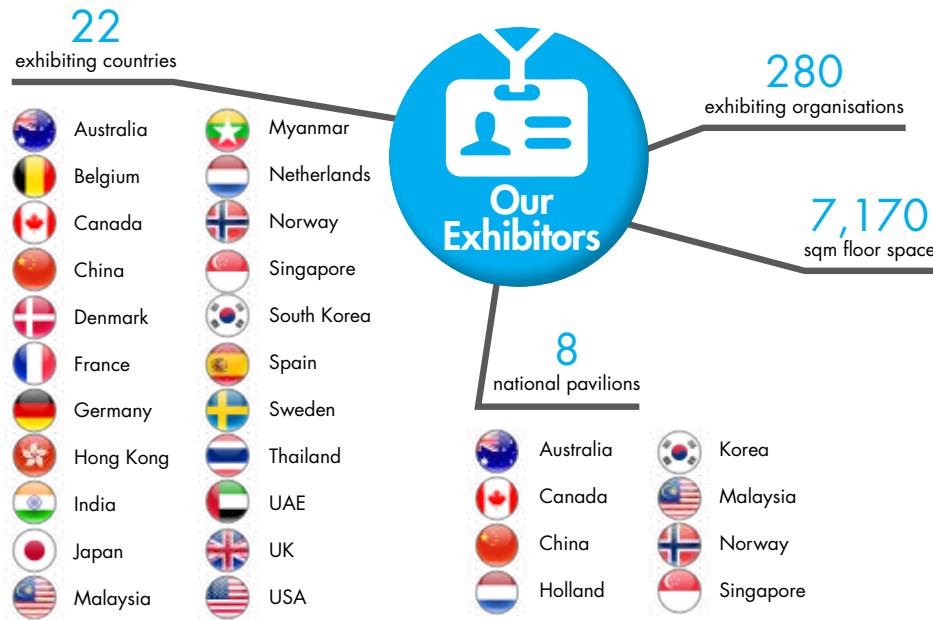 22
exhibiting countries
Australia
Belgium
Canada
China
Denmark
France
Germany
Hong Kong
India
Japan
Malaysia
Myanmar
Netherlands
Norway
Singapore
South Korea
Spain
Sweden
Thailand
UAE
UK
USA
Our
Exhibitors
280
exhibiting organisations
7,170
sqm floor space
8
national pavilions
Australia
Canada
China
Holland
Korea
Malaysia
Norway
Singapore